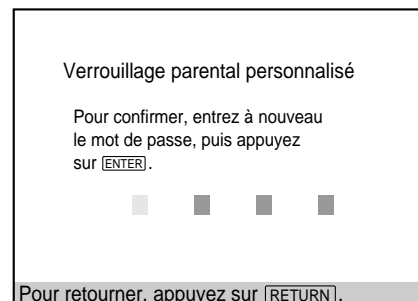 Verrouillage parental personnalisé
Pour confirmer, entrez à nouveau
le mot de passe, puis appuyez
sur ENTER.
Pour retourner, appuyez sur RETURN.